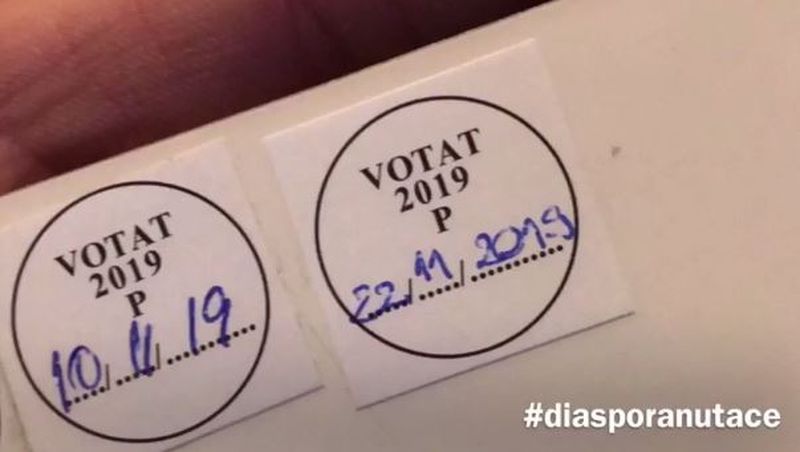 VOTAT
2019
P
10/11/19
VOTAT
2019
P
22/11/2019
#diasporanutace